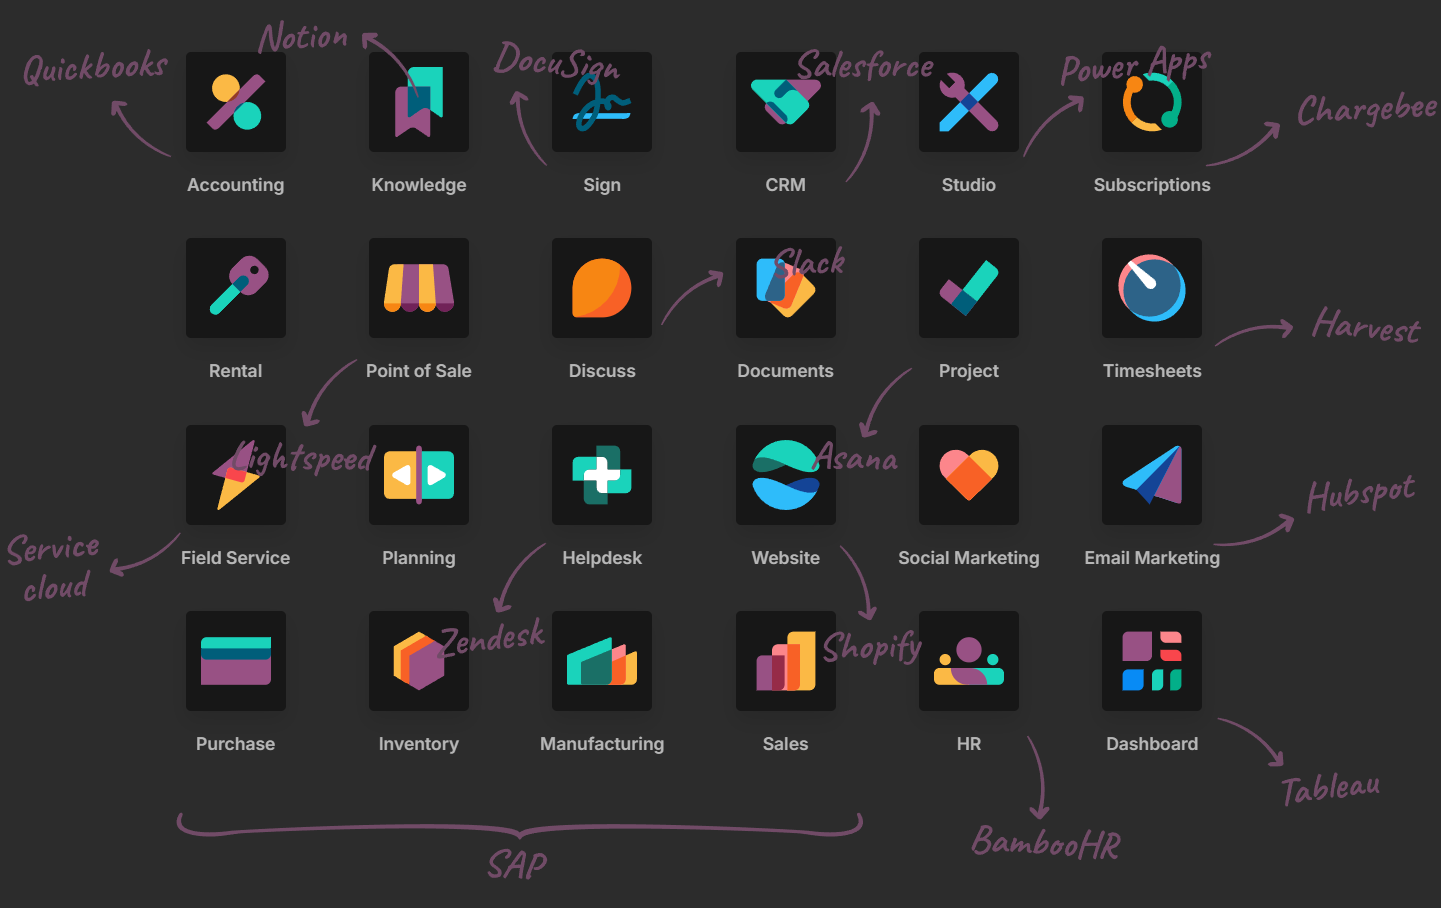 Notion
Quickbooks
DocuSign
Salesforce
Power Apps
Chargebee
Accounting
Knowledge
Sign
CRM
Studio
Subscriptions
Slack
Harvest
Rental
Point of Sale
Discuss
Documents
Project
Timesheets
Lightspeed
Asana
Hubspot
Service
cloud
Field Service
Planning
Helpdesk
Website
Social Marketing
Email Marketing
Zendesk
Shopify
Purchase
Inventory
Manufacturing
Sales
HR
Dashboard
Tableau
BambooHR
SAP